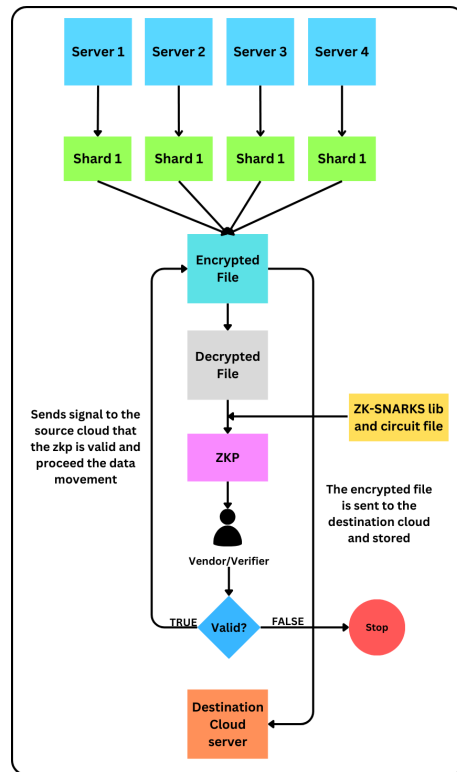 Server 1
Server 2
Server 3
Server 4
Shard 1
Shard 1
Shard 1
Shard 1
Encrypted
File
Decrypted
File
ZK-SNARKS lib
and circuit file
Sends signal to the
source cloud that
the zkp is valid and
proceed the data
movement
ZKP
The encrypted file
is sent to the
destination cloud
and stored
Vendor/Verifier
TRUE
Valid?
FALSE
Stop
Destination
Cloud
server